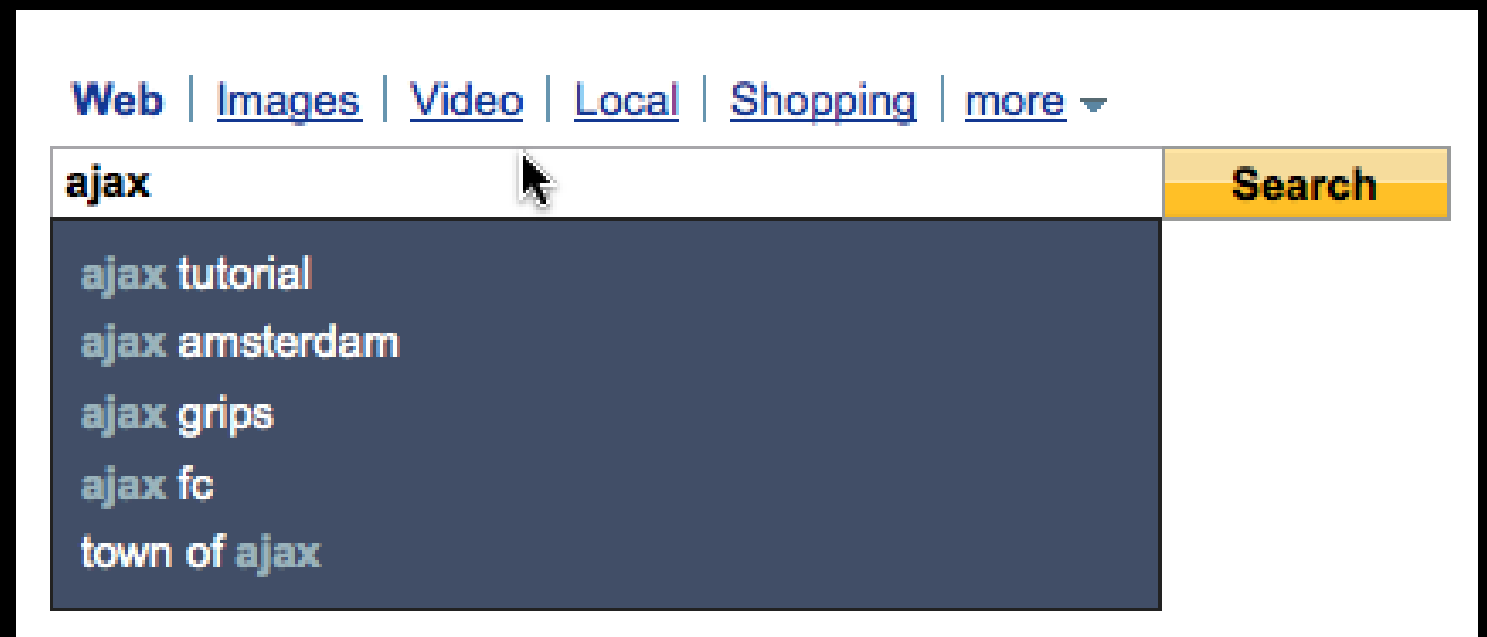 Web | Images | Video | Local | Shopping | more
ajax Search
ajax tutorial
ajax amsterdam
ajax grips
ajax fc
town of ajax